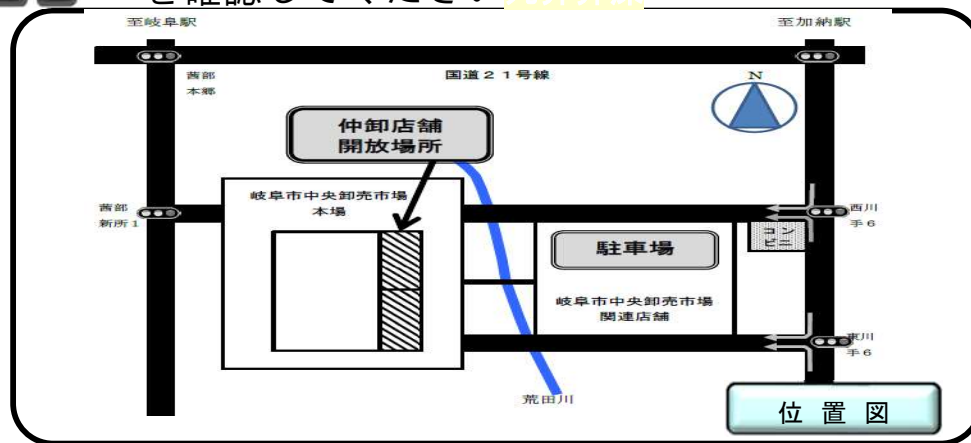 確認してください
至岐阜駅
至加納駅
国道２１号線
茜部
本郷
N
仲卸店舗
開放場所
岐阜市中央卸売市場
本場
茜部
新所１
西川
手６
コン
ビニ
駐車場
岐阜市中央卸売市場
関連店舗
東川
手６
荒田川
位置図